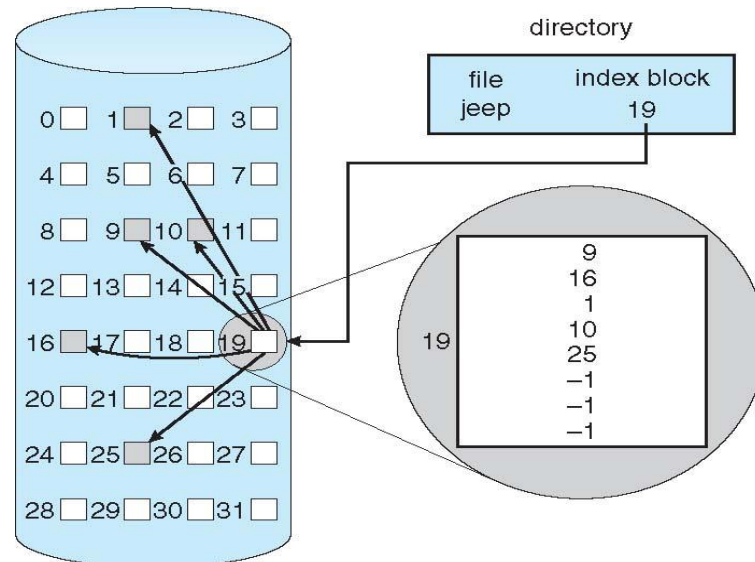 directory
file index block
jeep 19
0 1 2 3
4 5 6 7
8 9 10 11
12 13 14 15
16 17 18 19
20 21 22 23
24 25 26 27
28 29 30 31
19
9
16
1
10
25
–1
–1
–1